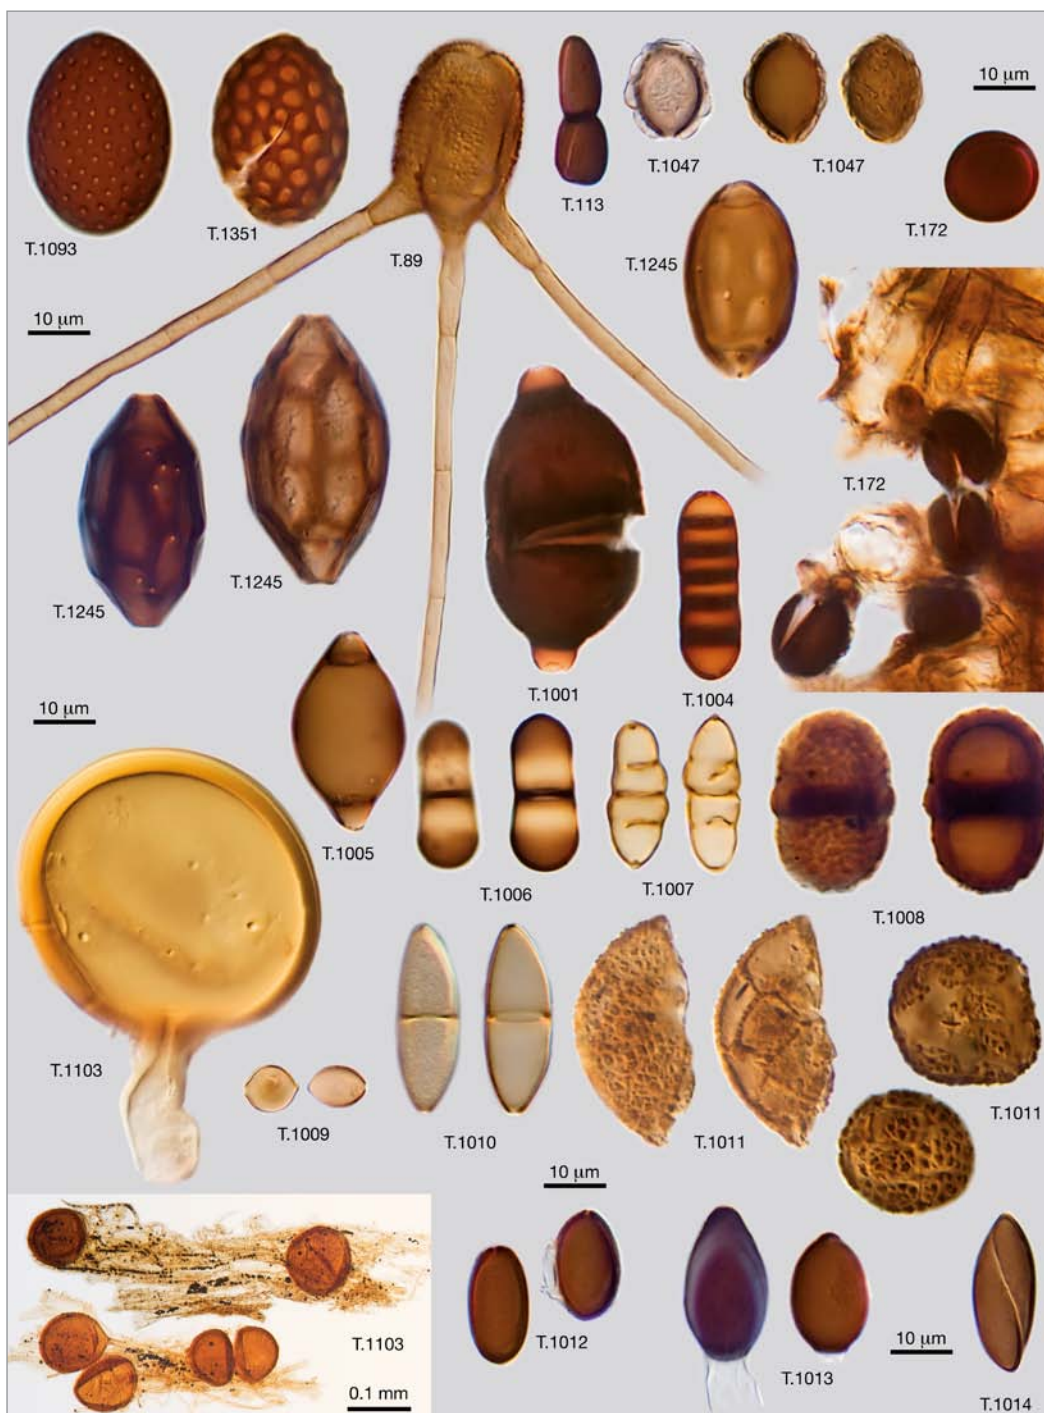 10 μm
T.113
T.1047
T.1047
T.172
T.1093
T.1351
T.89
T.1245
10 μm
T.172
T.1245
T.1245
T.1001
T.1004
10 μm
T.1005
T.1006
T.1007
T.1008
T.1103
T.1009
T.1010
T.1011
T.1011
10 μm
T.1103
0.1 mm
T.1012
T.1013
10 μm
T.1014